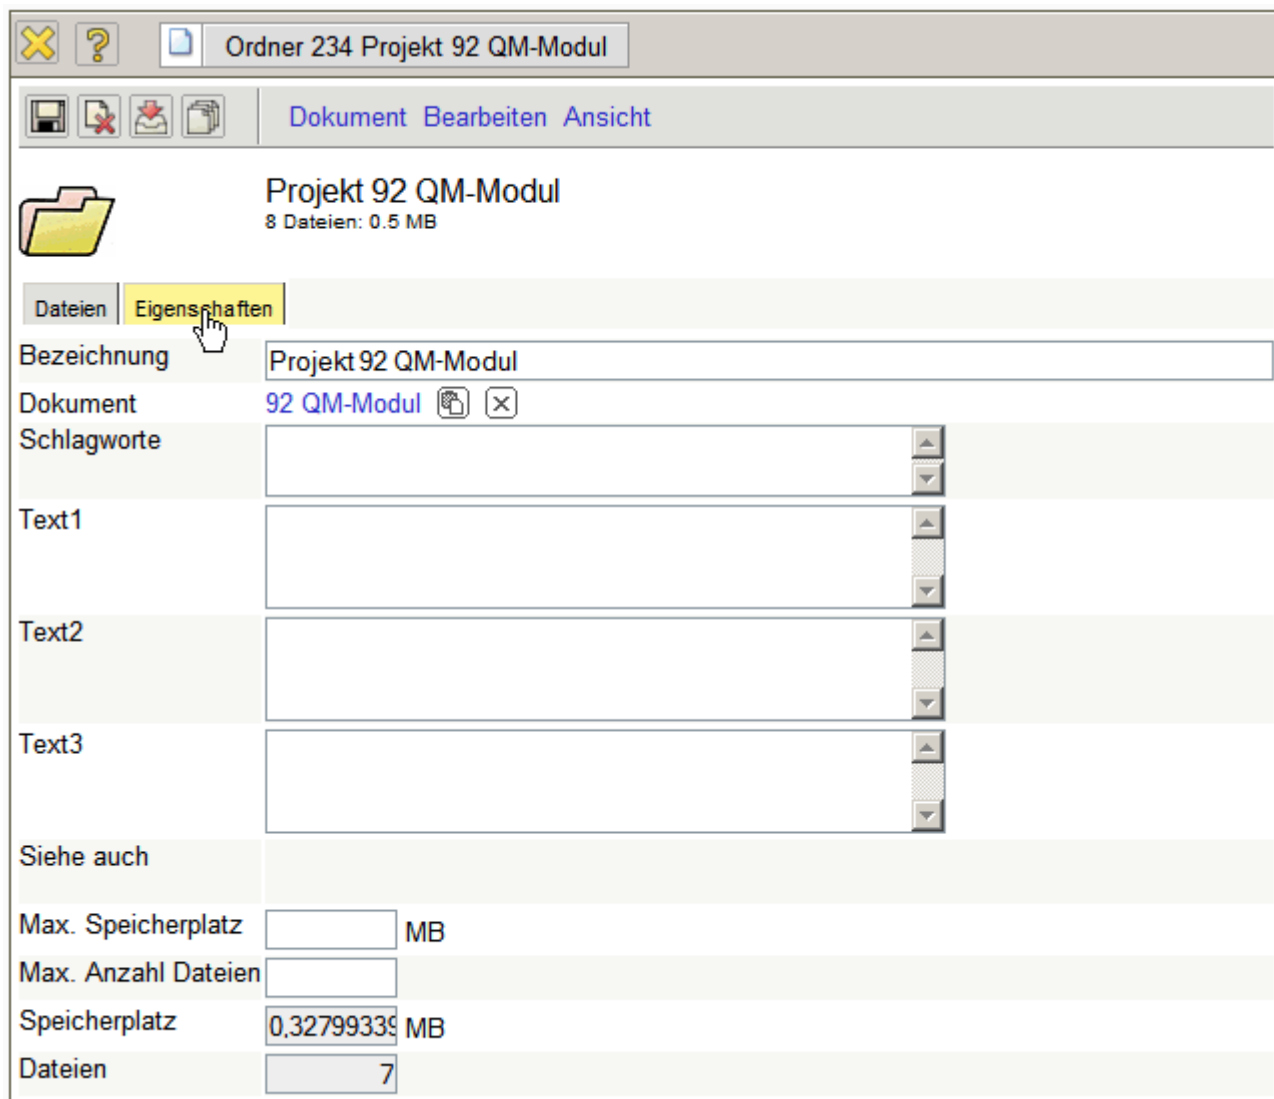 Ordner 234 Projekt 92 QM-Modul
Dokument Bearbeiten Ansicht
Projekt 92 QM-Modul
8 Dateien: 0.5 MB
Dateien Eigenschaften
Bezeichnung Projekt 92 QM-Modul
Dokument 92 QM-Modul
Schlagworte
Text1
Text2
Text3
Siehe auch
Max. Speicherplatz MB
Max. Anzahl Dateien
Speicherplatz 0,32799339 MB
Dateien 7